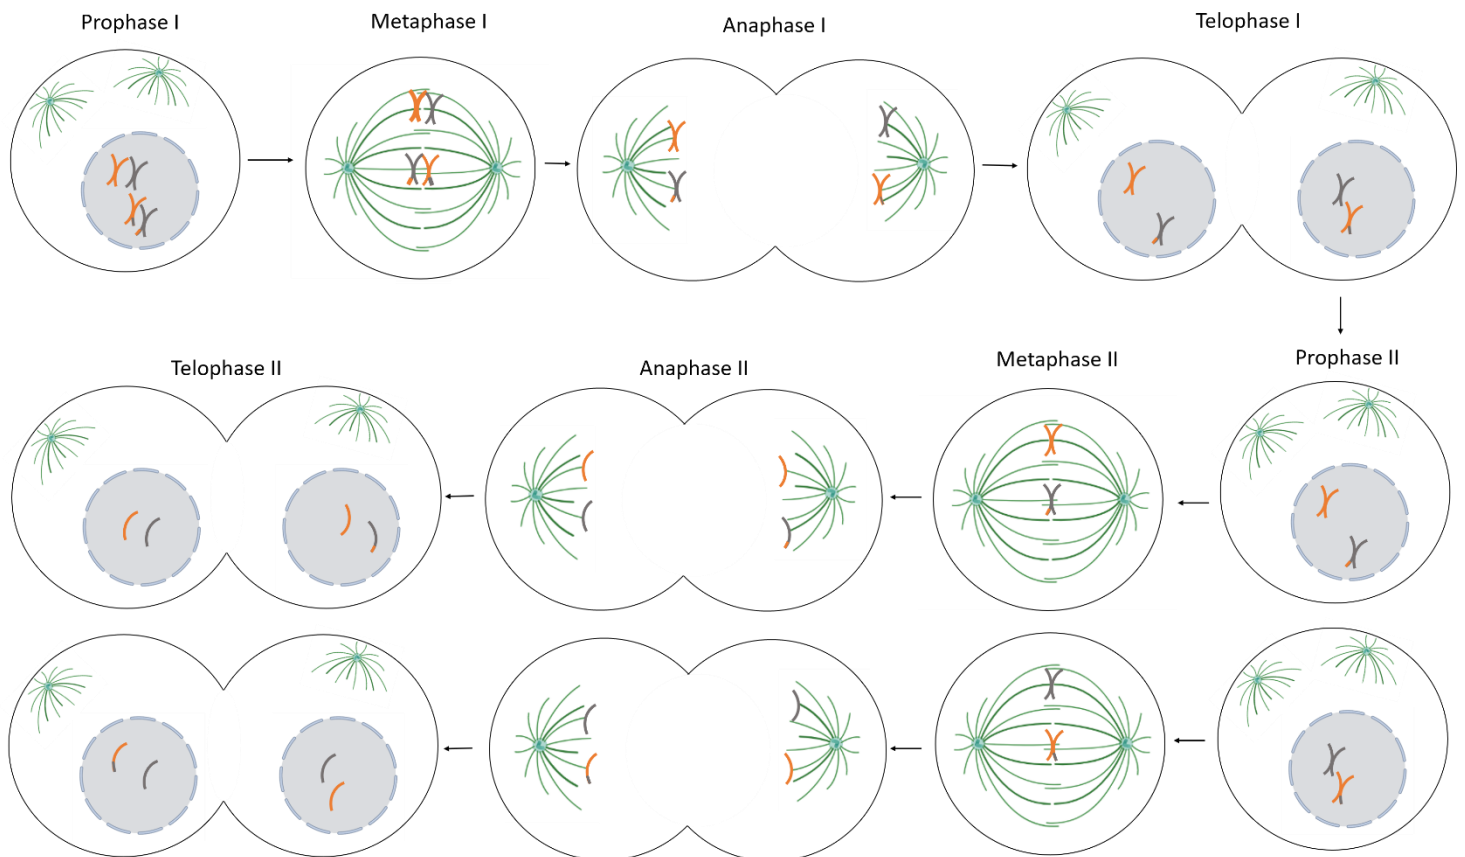 Prophase I
Metaphase I
Anaphase I
Telophase I
Telophase II
Anaphase II
Metaphase II
Prophase II